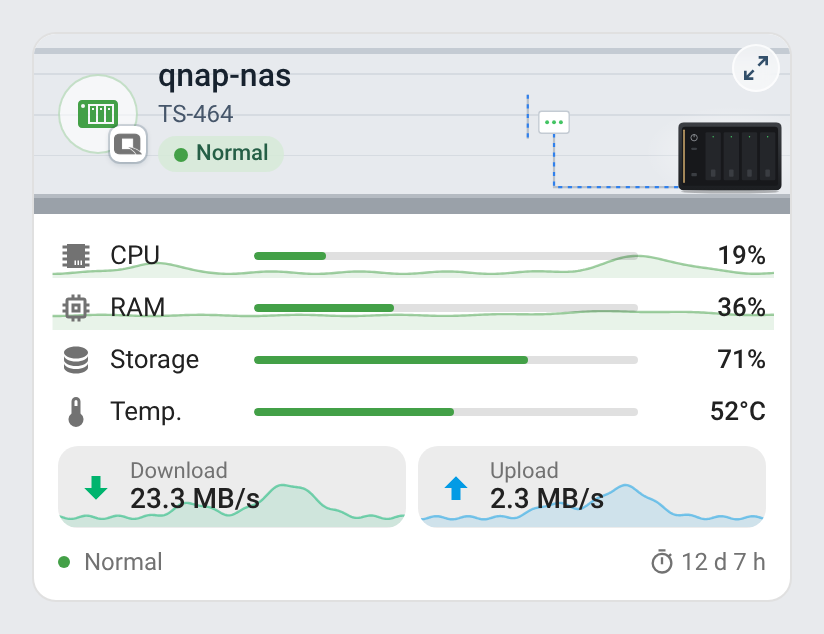 qnap-nas
TS-464
Normal
CPU 19%
RAM 36%
Storage 71%
Temp. 52°C
Download
23.3 MB/s
Upload
2.3 MB/s
Normal
12 d 7 h